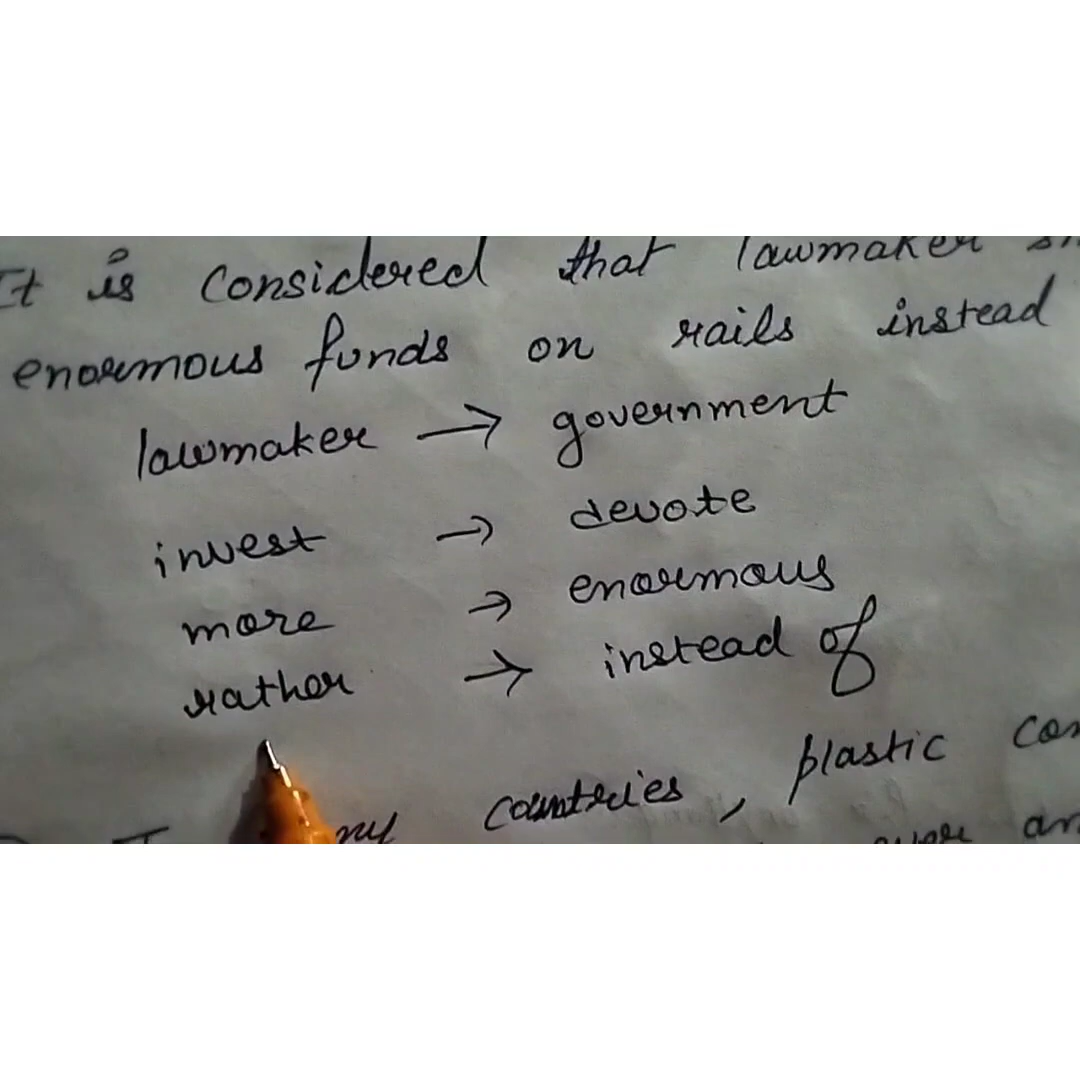 It is considered that lawmaker
enormous funds on rails instead
lawmaker → government
invest → devote
more → enormous
rather → instead of
countries, plastic